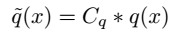 q̃(x) = C_q ∗ q(x)